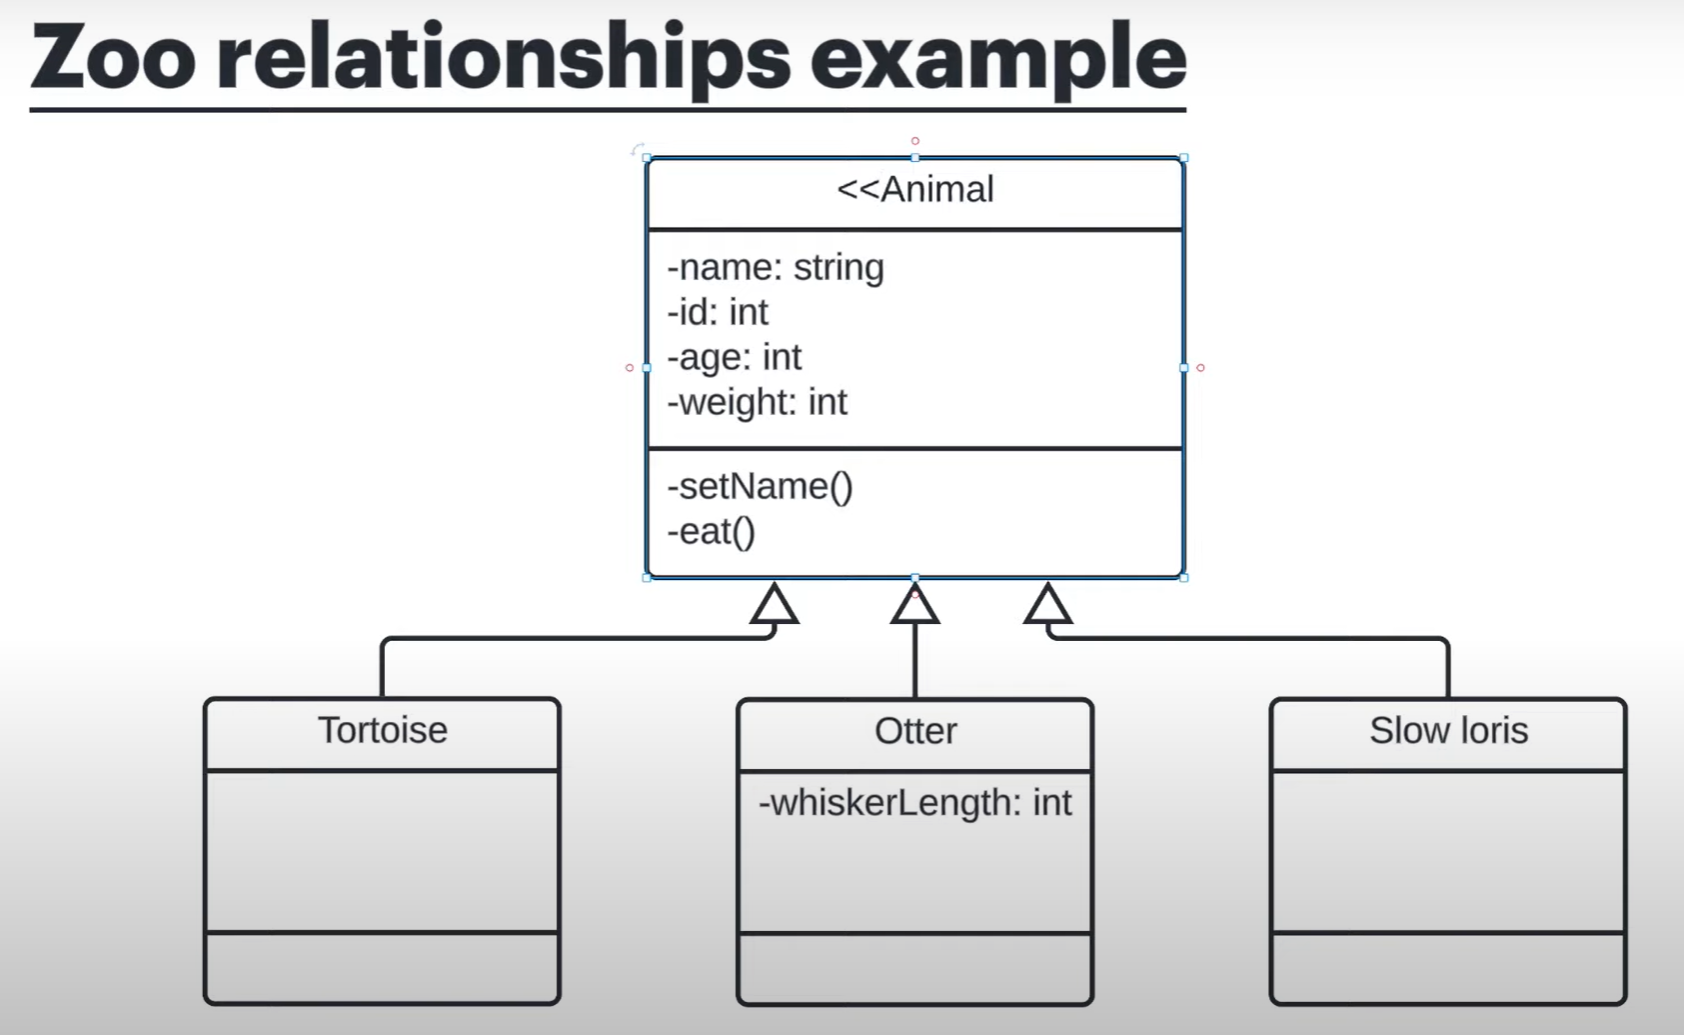 Zoo relationships example
<<Animal
-name: string
-id: int
-age: int
-weight: int
-setName()
-eat()
Tortoise
Otter
-whiskerLength: int
Slow loris